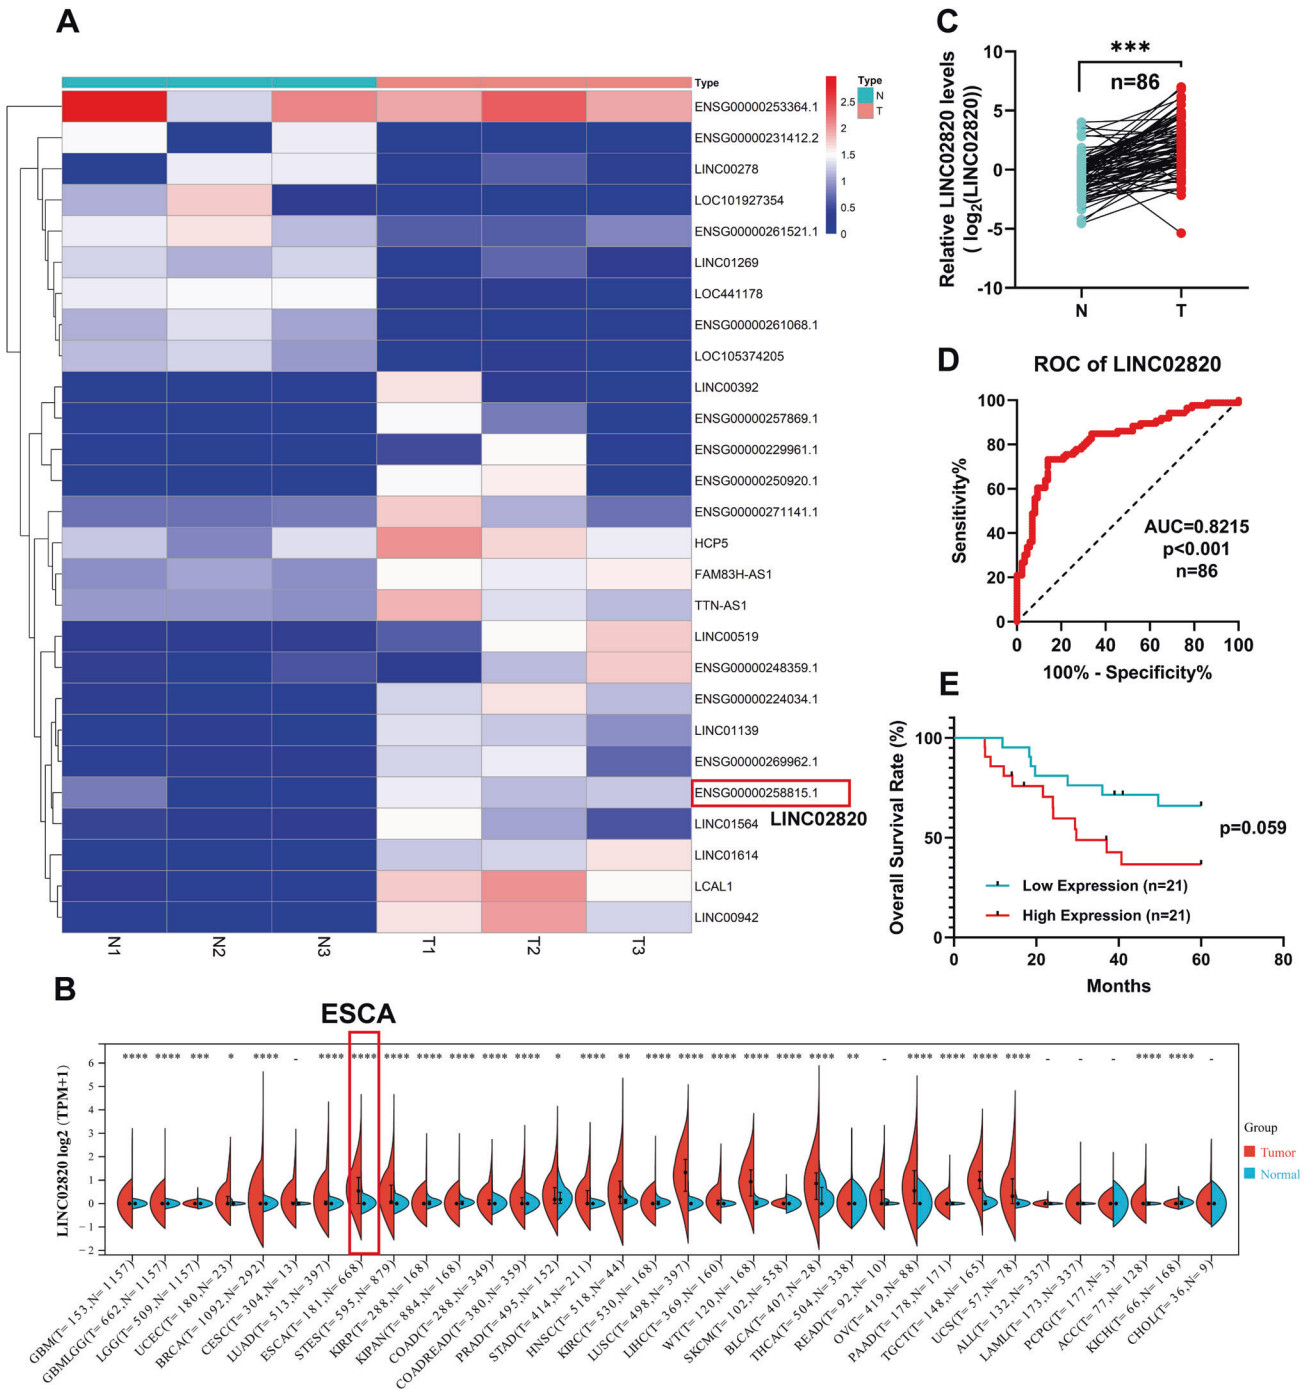 A
Type
ENSG00000253364.1
ENSG00000231412.2
LINC00278
LOC101927354
ENSG00000261521.1
LINC01269
LOC441178
ENSG00000261068.1
LOC105374205
LINC00392
ENSG00000257869.1
ENSG00000229961.1
ENSG00000250920.1
ENSG00000271141.1
HCP5
FAM83H-AS1
TTN-AS1
LINC00519
ENSG00000248359.1
ENSG00000224034.1
LINC01139
ENSG00000269962.1
ENSG00000258815.1
LINC02820
LINC01564
LINC01614
LCAL1
LINC00942
N1 N2 N3 T1 T2 T3
2.5
2
1.5
1
0.5
0
Type
N
T
C
Relative LINC02820 levels
( log2(LINC02820))
10
5
0
-5
-10
***
n=86
N T
D
ROC of LINC02820
Sensitivity%
100
80
60
40
20
0
AUC=0.8215
p<0.001
n=86
0 20 40 60 80 100
100% - Specificity%
E
Overall Survival Rate (%)
100
50
0
p=0.059
Low Expression (n=21)
High Expression (n=21)
0 20 40 60 80
Months
B
ESCA
LINC02820 log2 (TPM+1)
6
5
4
3
2
1
0
−1
−2
**** **** *** * **** - **** **** **** **** **** **** **** * **** ** **** **** **** **** **** **** ** - **** **** **** **** - - - **** **** -
Group
Tumor
Normal
GBM(T= 153,N= 1157)
GBMLGG(T= 662,N= 1157)
LGG(T= 509,N= 1157)
UCEC(T= 180,N= 23)
BRCA(T= 1092,N= 292)
CESC(T= 304,N= 13)
LUAD(T= 513,N= 397)
ESCA(T= 181,N= 668)
STES(T= 595,N= 879)
KIRP(T= 288,N= 168)
KIPAN(T= 884,N= 168)
COAD(T= 288,N= 349)
COADREAD(T= 380,N= 359)
PRAD(T= 495,N= 152)
STAD(T= 414,N= 211)
HNSC(T= 518,N= 44)
KIRC(T= 530,N= 168)
LUSC(T= 498,N= 397)
LIHC(T= 369,N= 160)
WT(T= 120,N= 168)
SKCM(T= 102,N= 558)
BLCA(T= 407,N= 28)
THCA(T= 504,N= 338)
READ(T= 92,N= 10)
OV(T= 419,N= 88)
PAAD(T= 178,N= 171)
TGCT(T= 148,N= 165)
UCS(T= 57,N= 78)
ALL(T= 132,N= 337)
LAML(T= 173,N= 337)
PCPG(T= 177,N= 3)
ACC(T= 77,N= 128)
KICH(T= 66,N= 168)
CHOL(T= 36,N= 9)